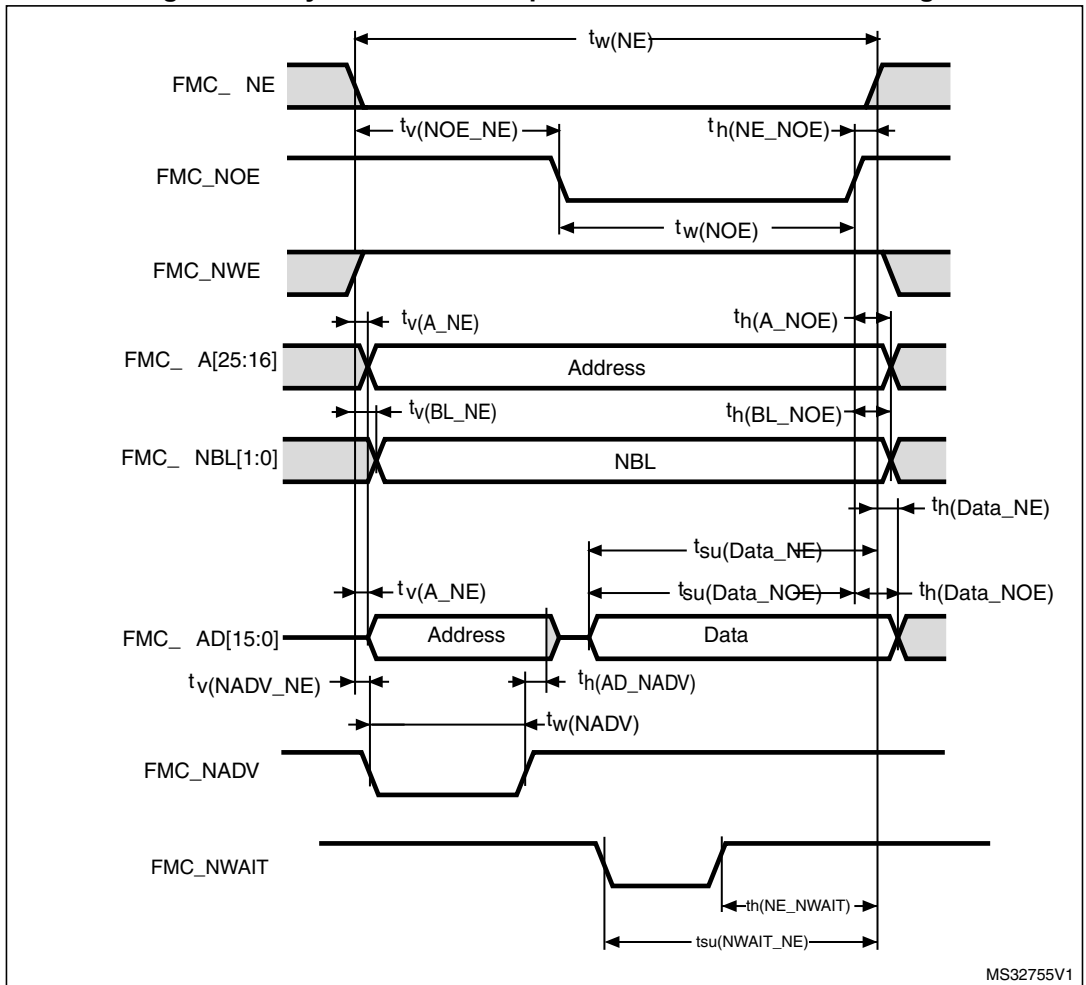 tw(NE)
FMC_ NE
tv(NOE_NE)
th(NE_NOE)
FMC_NOE
tw(NOE)
FMC_NWE
tv(A_NE)
th(A_NOE)
FMC_ A[25:16]
Address
tv(BL_NE)
th(BL_NOE)
FMC_ NBL[1:0]
NBL
th(Data_NE)
tsu(Data_NE)
tv(A_NE)
tsu(Data_NOE)
th(Data_NOE)
FMC_ AD[15:0]
Address
Data
tv(NADV_NE)
th(AD_NADV)
tw(NADV)
FMC_NADV
FMC_NWAIT
th(NE_NWAIT)
tsu(NWAIT_NE)
MS32755V1